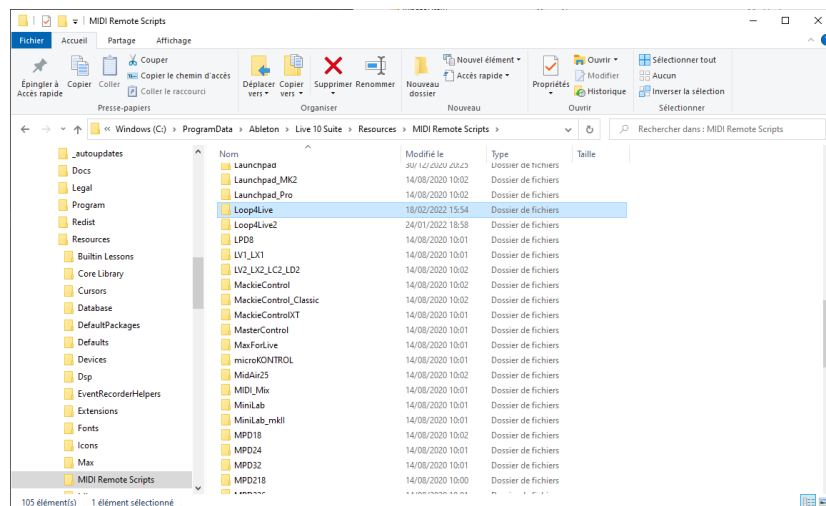 MIDI Remote Scripts
Fichier Accueil Partage Affichage
Épingler à Accès rapide
Copier
Coller
Couper
Copier le chemin d'accès
Coller le raccourci
Presse-papiers
Déplacer vers
Copier vers
Supprimer
Renommer
Organiser
Nouveau dossier
Nouvel élément
Accès rapide
Nouveau
Propriétés
Ouvrir
Modifier
Historique
Ouvrir
Sélectionner tout
Aucun
Inverser la sélection
Sélectionner
« Windows (C:) > ProgramData > Ableton > Live 10 Suite > Resources > MIDI Remote Scripts >
Rechercher dans : MIDI Remote Scripts
_autoupdates
Docs
Legal
Program
Redist
Resources
Builtin Lessons
Core Library
Cursors
Database
DefaultPackages
Defaults
Devices
Dsp
EventRecorderHelpers
Extensions
Fonts
Icons
Max
MIDI Remote Scripts
Nom Modifié le Type Taille
Launchpad 30/12/2020 20:25 Dossier de fichiers
Launchpad_MK2 14/08/2020 10:02 Dossier de fichiers
Launchpad_Pro 14/08/2020 10:02 Dossier de fichiers
Loop4Live 18/02/2022 15:54 Dossier de fichiers
Loop4Live2 24/01/2022 18:58 Dossier de fichiers
LPD8 14/08/2020 10:01 Dossier de fichiers
LV1_LX1 14/08/2020 10:01 Dossier de fichiers
LV2_LX2_LC2_LD2 14/08/2020 10:02 Dossier de fichiers
MackieControl 14/08/2020 10:02 Dossier de fichiers
MackieControl_Classic 14/08/2020 10:02 Dossier de fichiers
MackieControlXT 14/08/2020 10:01 Dossier de fichiers
MasterControl 14/08/2020 10:01 Dossier de fichiers
MaxForLive 14/08/2020 10:01 Dossier de fichiers
microKONTROL 14/08/2020 10:01 Dossier de fichiers
MidAir25 14/08/2020 10:02 Dossier de fichiers
MIDI_Mix 14/08/2020 10:01 Dossier de fichiers
MiniLab 14/08/2020 10:01 Dossier de fichiers
MiniLab_mkII 14/08/2020 10:01 Dossier de fichiers
MPD18 14/08/2020 10:02 Dossier de fichiers
MPD24 14/08/2020 10:01 Dossier de fichiers
MPD32 14/08/2020 10:01 Dossier de fichiers
MPD218 14/08/2020 10:00 Dossier de fichiers
105 élément(s) 1 élément sélectionné